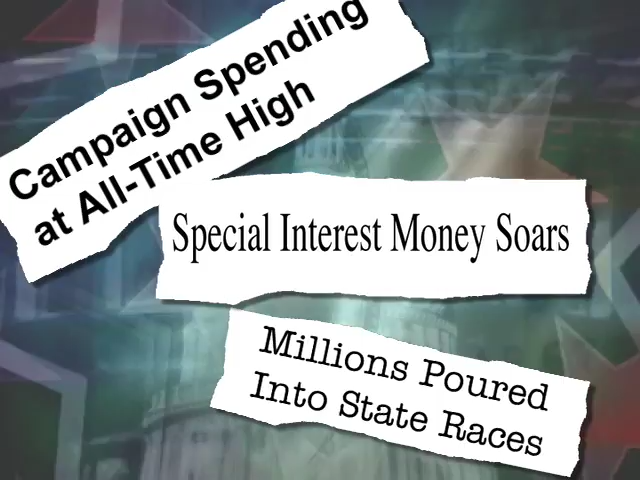 Campaign Spending
at All-Time High
Special Interest Money Soars
Millions Poured
Into State Races